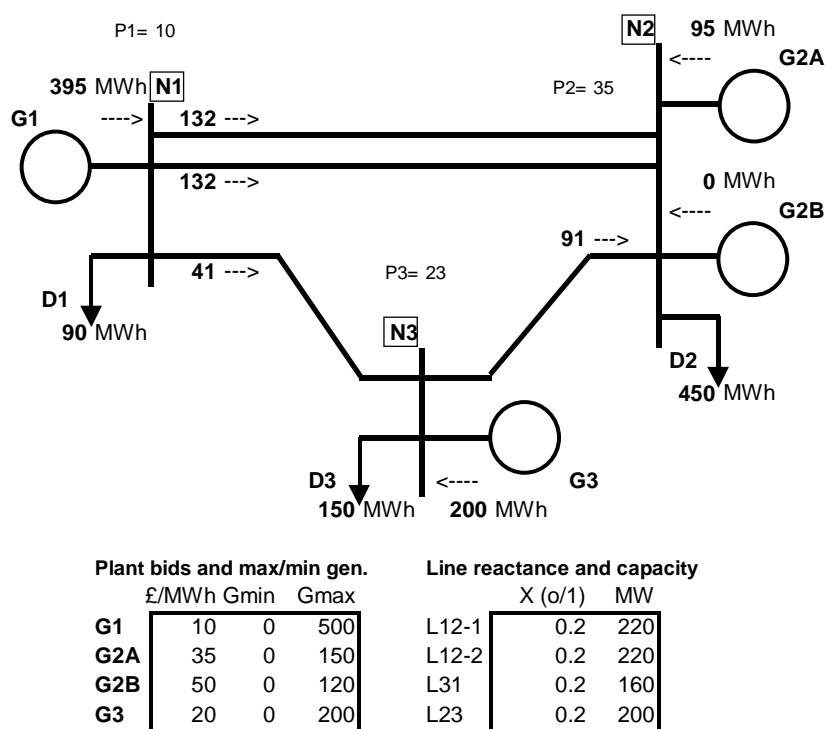 P1= 10
N2 95 MWh
<----
G2A
395 MWh N1
P2= 35
G1 ----> 132 --->
132 --->
0 MWh
<----
G2B
91 --->
41 --->
P3= 23
D1
90 MWh
N3
D2
450 MWh
D3 <---- G3
150 MWh 200 MWh
Plant bids and max/min gen. Line reactance and capacity
£/MWh Gmin Gmax X (o/1) MW
G1 10 0 500 L12-1 0.2 220
G2A 35 0 150 L12-2 0.2 220
G2B 50 0 120 L31 0.2 160
G3 20 0 200 L23 0.2 200